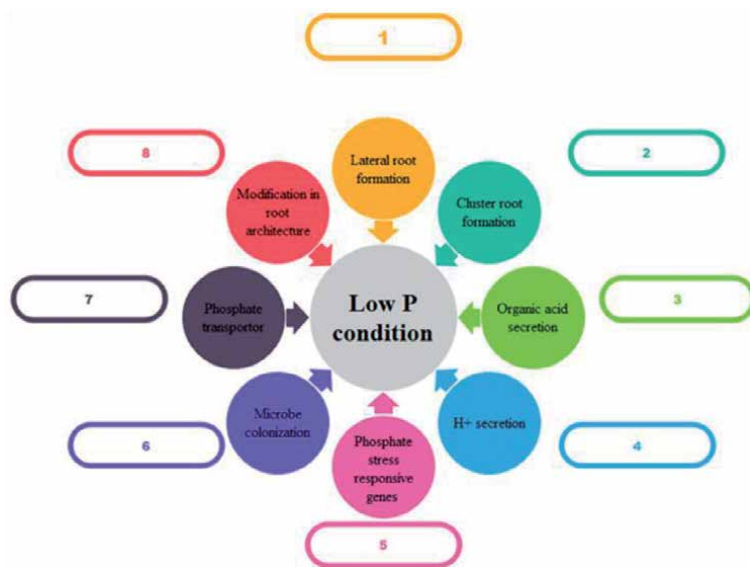 1
8
2
Lateral root
formation
Modification in
root
architecture
Cluster root
formation
7
Phosphate
transportor
Low P
condition
Organic acid
secretion
3
6
Microbe
colonization
Phosphate
stress
responsive
genes
H+ secretion
4
5